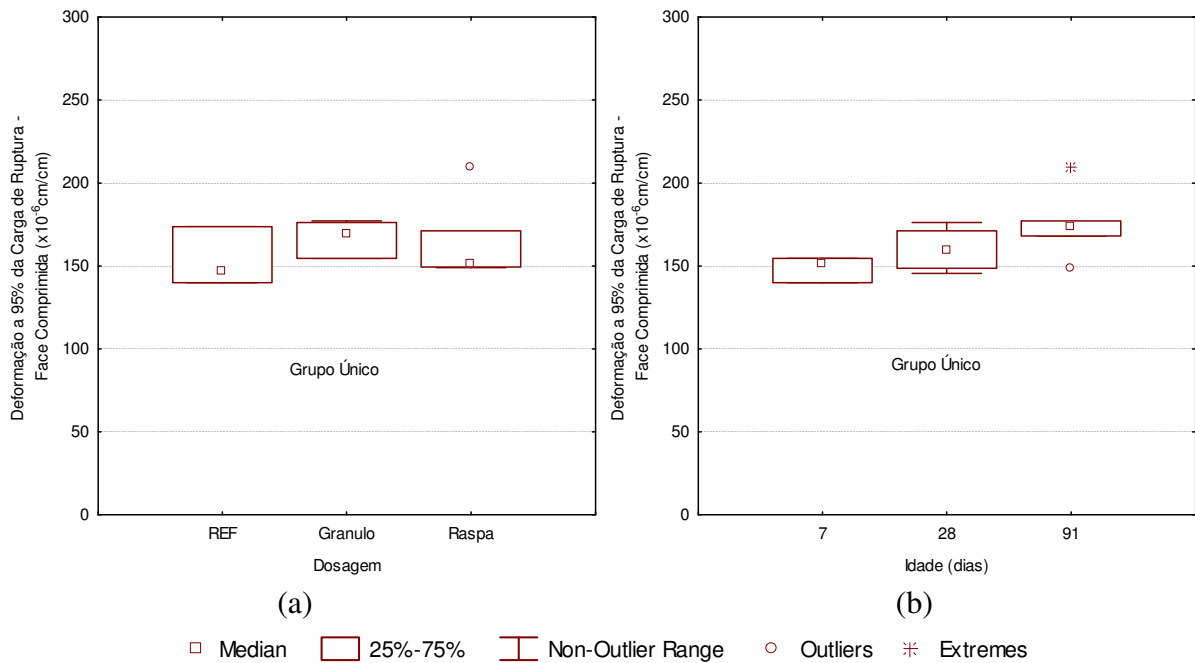 Deformação a 95% da Carga de Ruptura -
Face Comprimida (x10⁻⁶cm/cm)
300
250
200
150
100
50
0
Grupo Único
REF Granulo Raspa
Dosagem
(a)
Deformação a 95% da Carga de Ruptura -
Face Comprimida (x10⁻⁶cm/cm)
300
250
200
150
100
50
0
Grupo Único
7 28 91
Idade (dias)
(b)
Median 25%-75% Non-Outlier Range Outliers Extremes